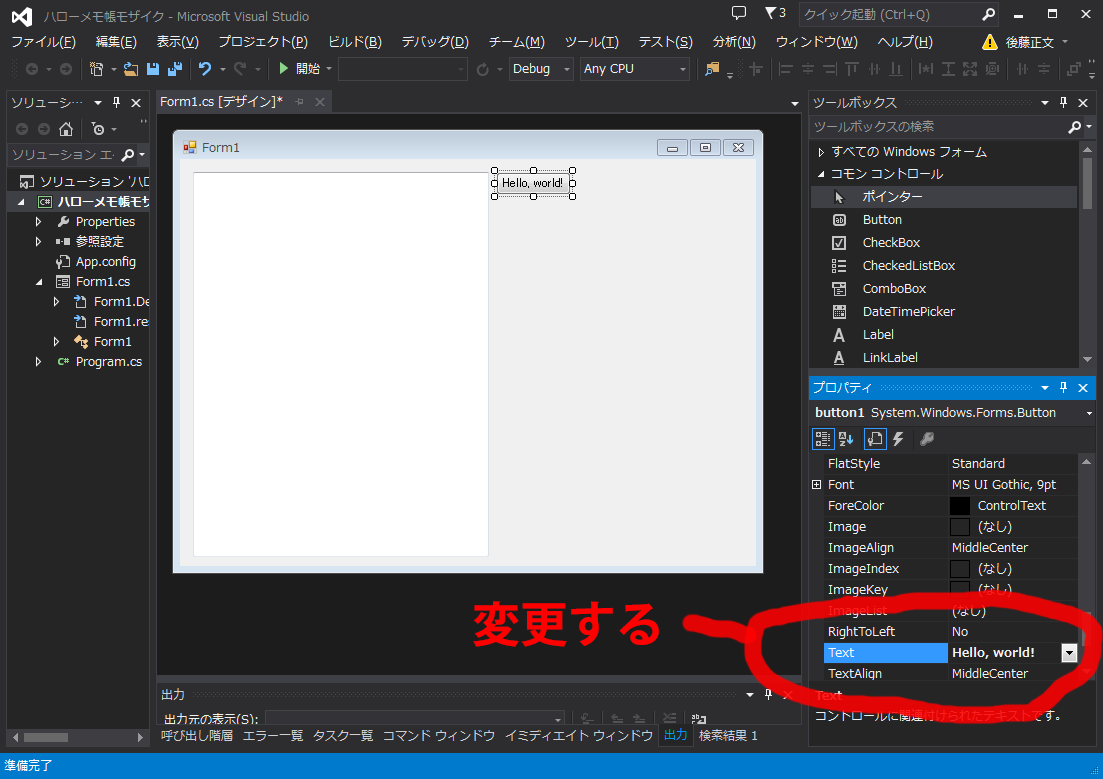 ハローメモ帳モザイク - Microsoft Visual Studio
3
クイック起動 (Ctrl+Q)
ファイル(F) 編集(E) 表示(V) プロジェクト(P) ビルド(B) デバッグ(D) チーム(M) ツール(T) テスト(S) 分析(N) ウィンドウ(W) ヘルプ(H) 後藤正文
開始 Debug Any CPU
ソリューシ…
ソリューション エ
ソリューション 'ハロ
ハローメモ帳モザ
Properties
参照設定
App.config
Form1.cs
Form1.De
Form1.res
Form1
Program.cs
Form1.cs [デザイン]*
Form1
Hello, world!
変更する
出力
出力元の表示(S):
呼び出し階層 エラー一覧 タスク一覧 コマンド ウィンドウ イミディエイト ウィンドウ 出力 検索結果 1
ツールボックス
ツールボックスの検索
すべての Windows フォーム
コモン コントロール
ポインター
Button
CheckBox
CheckedListBox
ComboBox
DateTimePicker
Label
LinkLabel
プロパティ
button1 System.Windows.Forms.Button
FlatStyle Standard
Font MS UI Gothic, 9pt
ForeColor ControlText
Image (なし)
ImageAlign MiddleCenter
ImageIndex (なし)
ImageKey (なし)
ImageList (なし)
RightToLeft No
Text Hello, world!
TextAlign MiddleCenter
Text
コントロールに関連付けられたテキストです。
準備完了